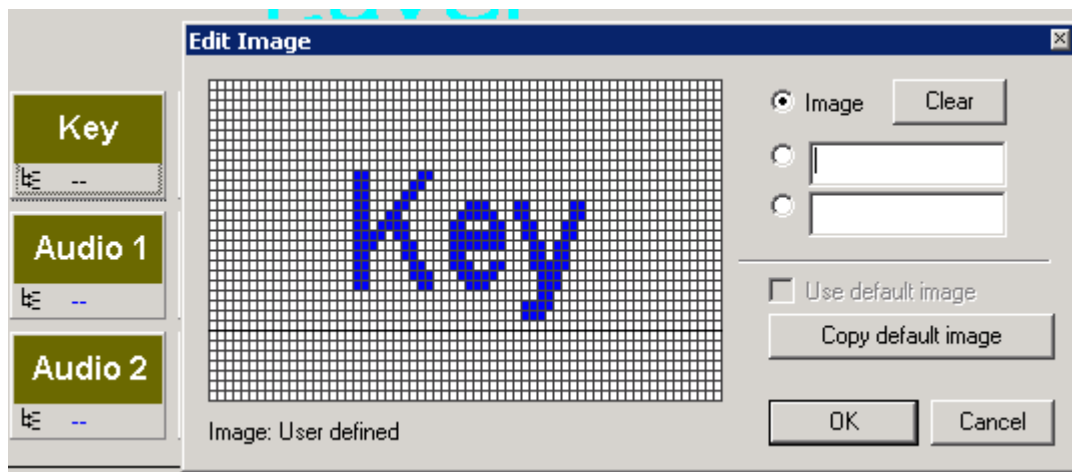 Edit Image
Key
--
Audio 1
--
Audio 2
--
Key
Image: User defined
Image
Clear
Use default image
Copy default image
OK
Cancel